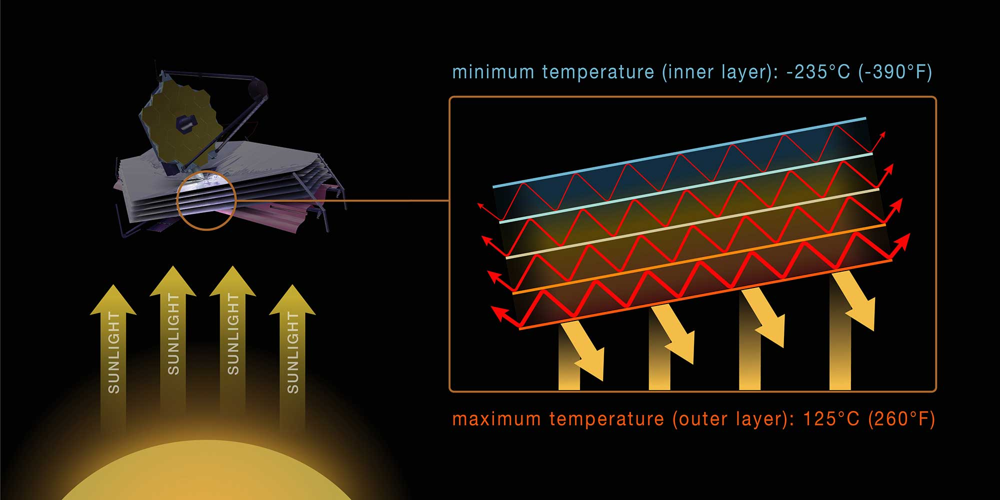 minimum temperature (inner layer): -235°C (-390°F)
SUNLIGHT
SUNLIGHT
SUNLIGHT
SUNLIGHT
maximum temperature (outer layer): 125°C (260°F)